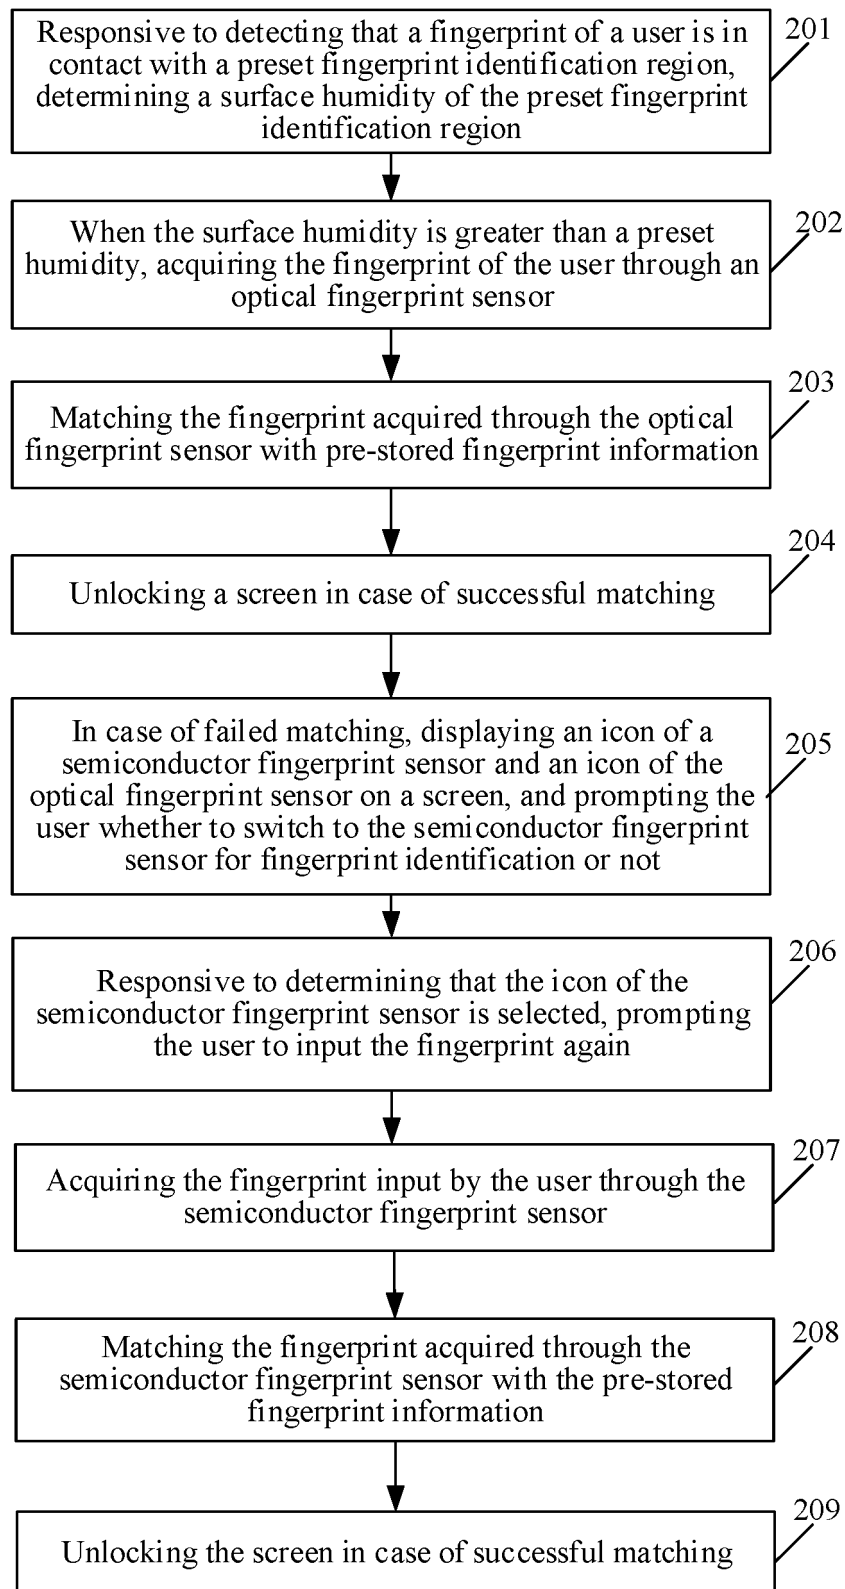 Responsive to detecting that a fingerprint of a user is in
contact with a preset fingerprint identification region,
determining a surface humidity of the preset fingerprint
identification region
201
When the surface humidity is greater than a preset
humidity, acquiring the fingerprint of the user through an
optical fingerprint sensor
202
Matching the fingerprint acquired through the optical
fingerprint sensor with pre-stored fingerprint information
203
Unlocking a screen in case of successful matching
204
In case of failed matching, displaying an icon of a
semiconductor fingerprint sensor and an icon of the
optical fingerprint sensor on a screen, and prompting the
user whether to switch to the semiconductor fingerprint
sensor for fingerprint identification or not
205
Responsive to determining that the icon of the
semiconductor fingerprint sensor is selected, prompting
the user to input the fingerprint again
206
Acquiring the fingerprint input by the user through the
semiconductor fingerprint sensor
207
Matching the fingerprint acquired through the
semiconductor fingerprint sensor with the pre-stored
fingerprint information
208
Unlocking the screen in case of successful matching
209